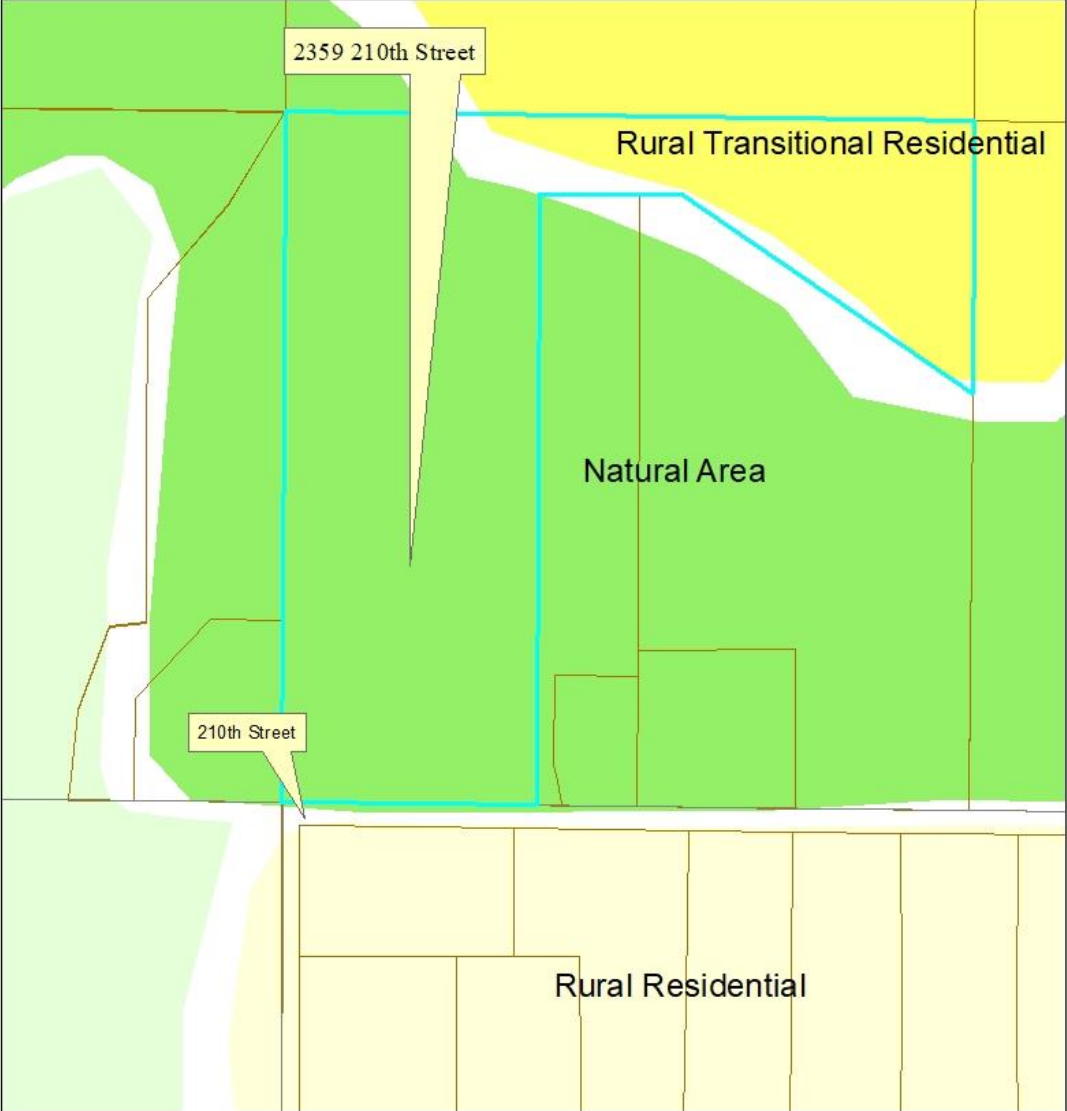 2359 210th Street
Rural Transitional Residential
Natural Area
210th Street
Rural Residential